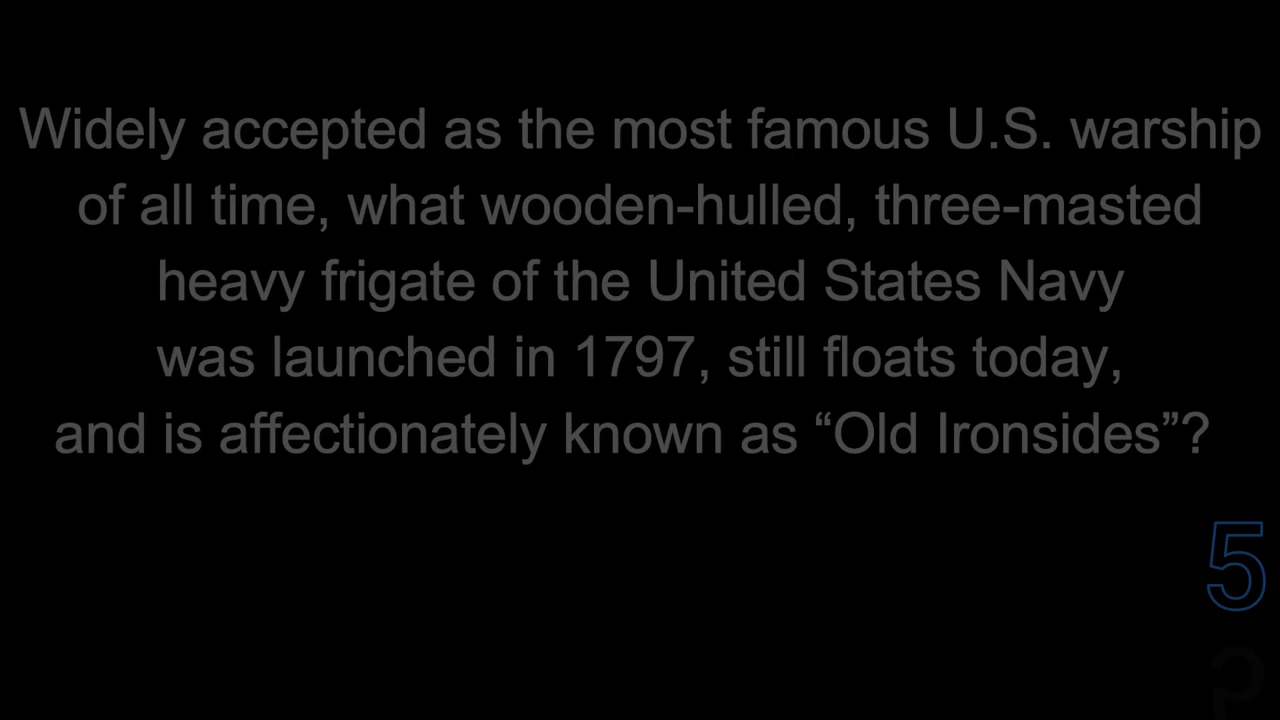 Widely accepted as the most famous U.S. warship
of all time, what wooden-hulled, three-masted
heavy frigate of the United States Navy
was launched in 1797, still floats today,
and is affectionately known as “Old Ironsides”?
5